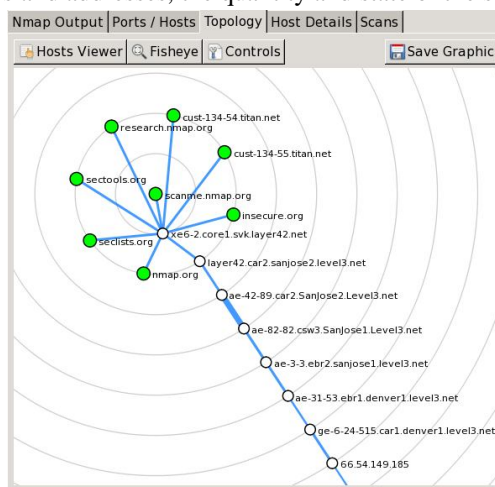 Nmap Output Ports / Hosts Topology Host Details Scans
Hosts Viewer Fisheye Controls Save Graphic
cust-134-54.titan.net
research.nmap.org
cust-134-55.titan.net
sectools.org
scanme.nmap.org
insecure.org
xe6-2.core1.svk.layer42.net
seclists.org
layer42.car2.sanjose2.level3.net
nmap.org
ae-42-89.car2.SanJose2.Level3.net
ae-82-82.csw3.SanJose1.Level3.net
ae-3-3.ebr2.sanjose1.level3.net
ae-31-53.ebr1.denver1.level3.net
ge-6-24-515.car1.denver1.level3.net
66.54.149.185